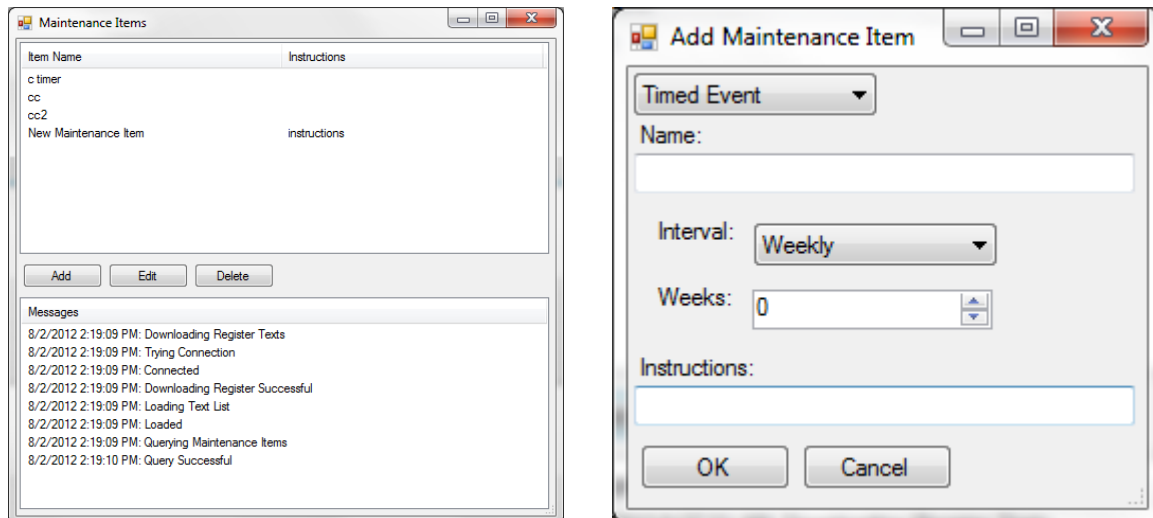 Maintenance Items
Item Name Instructions
c timer
cc
cc2
New Maintenance Item instructions
Add Edit Delete
Messages
8/2/2012 2:19:09 PM: Downloading Register Texts
8/2/2012 2:19:09 PM: Trying Connection
8/2/2012 2:19:09 PM: Connected
8/2/2012 2:19:09 PM: Downloading Register Successful
8/2/2012 2:19:09 PM: Loading Text List
8/2/2012 2:19:09 PM: Loaded
8/2/2012 2:19:09 PM: Querying Maintenance Items
8/2/2012 2:19:10 PM: Query Successful
Add Maintenance Item
Timed Event
Name:
Interval: Weekly
Weeks: 0
Instructions:
OK Cancel